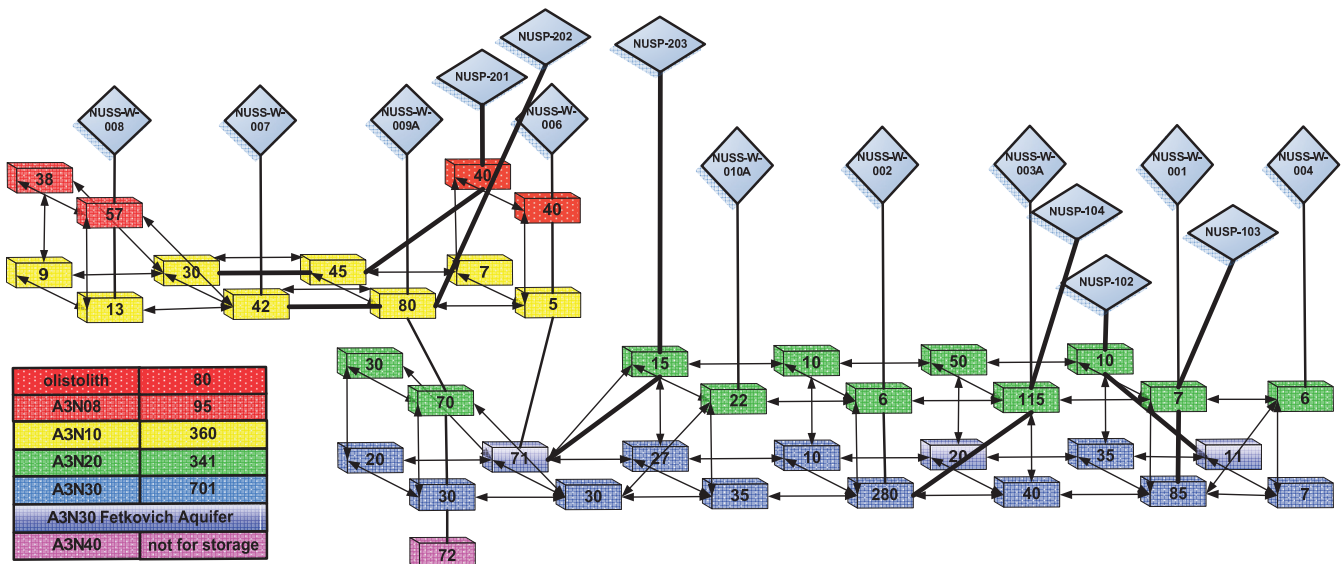 NUSP-202
NUSP-203
NUSP-201
NUSS-W-
008
NUSS-W-
007
NUSS-W-
009A
NUSS-W-
006
NUSS-W-
010A
NUSS-W-
002
NUSS-W-
003A
NUSS-W-
001
NUSS-W-
004
NUSP-104
NUSP-103
NUSP-102
38
40
57
40
9
30
45
7
13
42
80
5
30
15
10
50
10
70
22
6
115
7
6
20
71
27
10
20
35
11
30
30
35
280
40
85
7
72
olistolith 80
A3N08 95
A3N10 360
A3N20 341
A3N30 701
A3N30 Fetkovich Aquifer
A3N40 not for storage